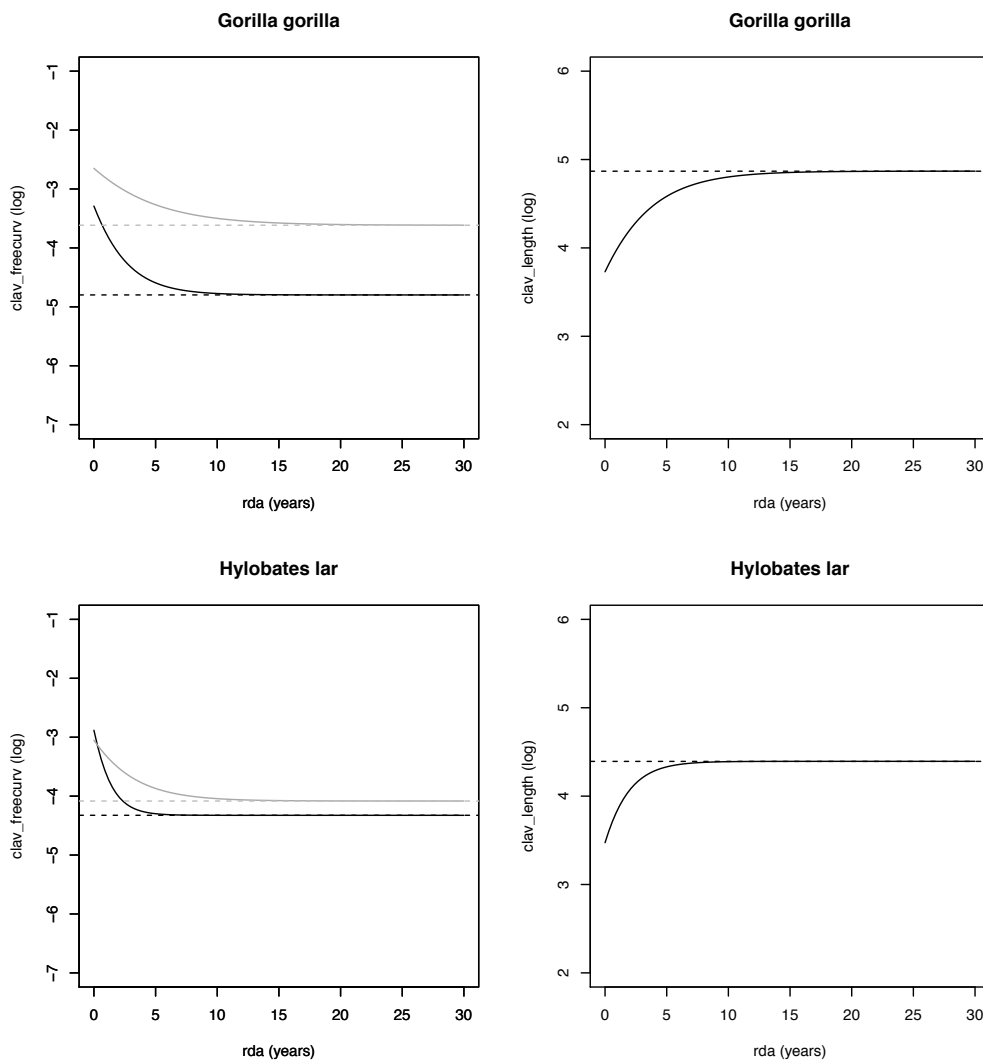 Gorilla gorilla
clav_freecurv (log)
-1
-2
-3
-4
-5
-6
-7
0 5 10 15 20 25 30
rda (years)
Gorilla gorilla
clav_length (log)
6
5
4
3
2
0 5 10 15 20 25 30
rda (years)
Hylobates lar
clav_freecurv (log)
-1
-2
-3
-4
-5
-6
-7
0 5 10 15 20 25 30
rda (years)
Hylobates lar
clav_length (log)
6
5
4
3
2
0 5 10 15 20 25 30
rda (years)